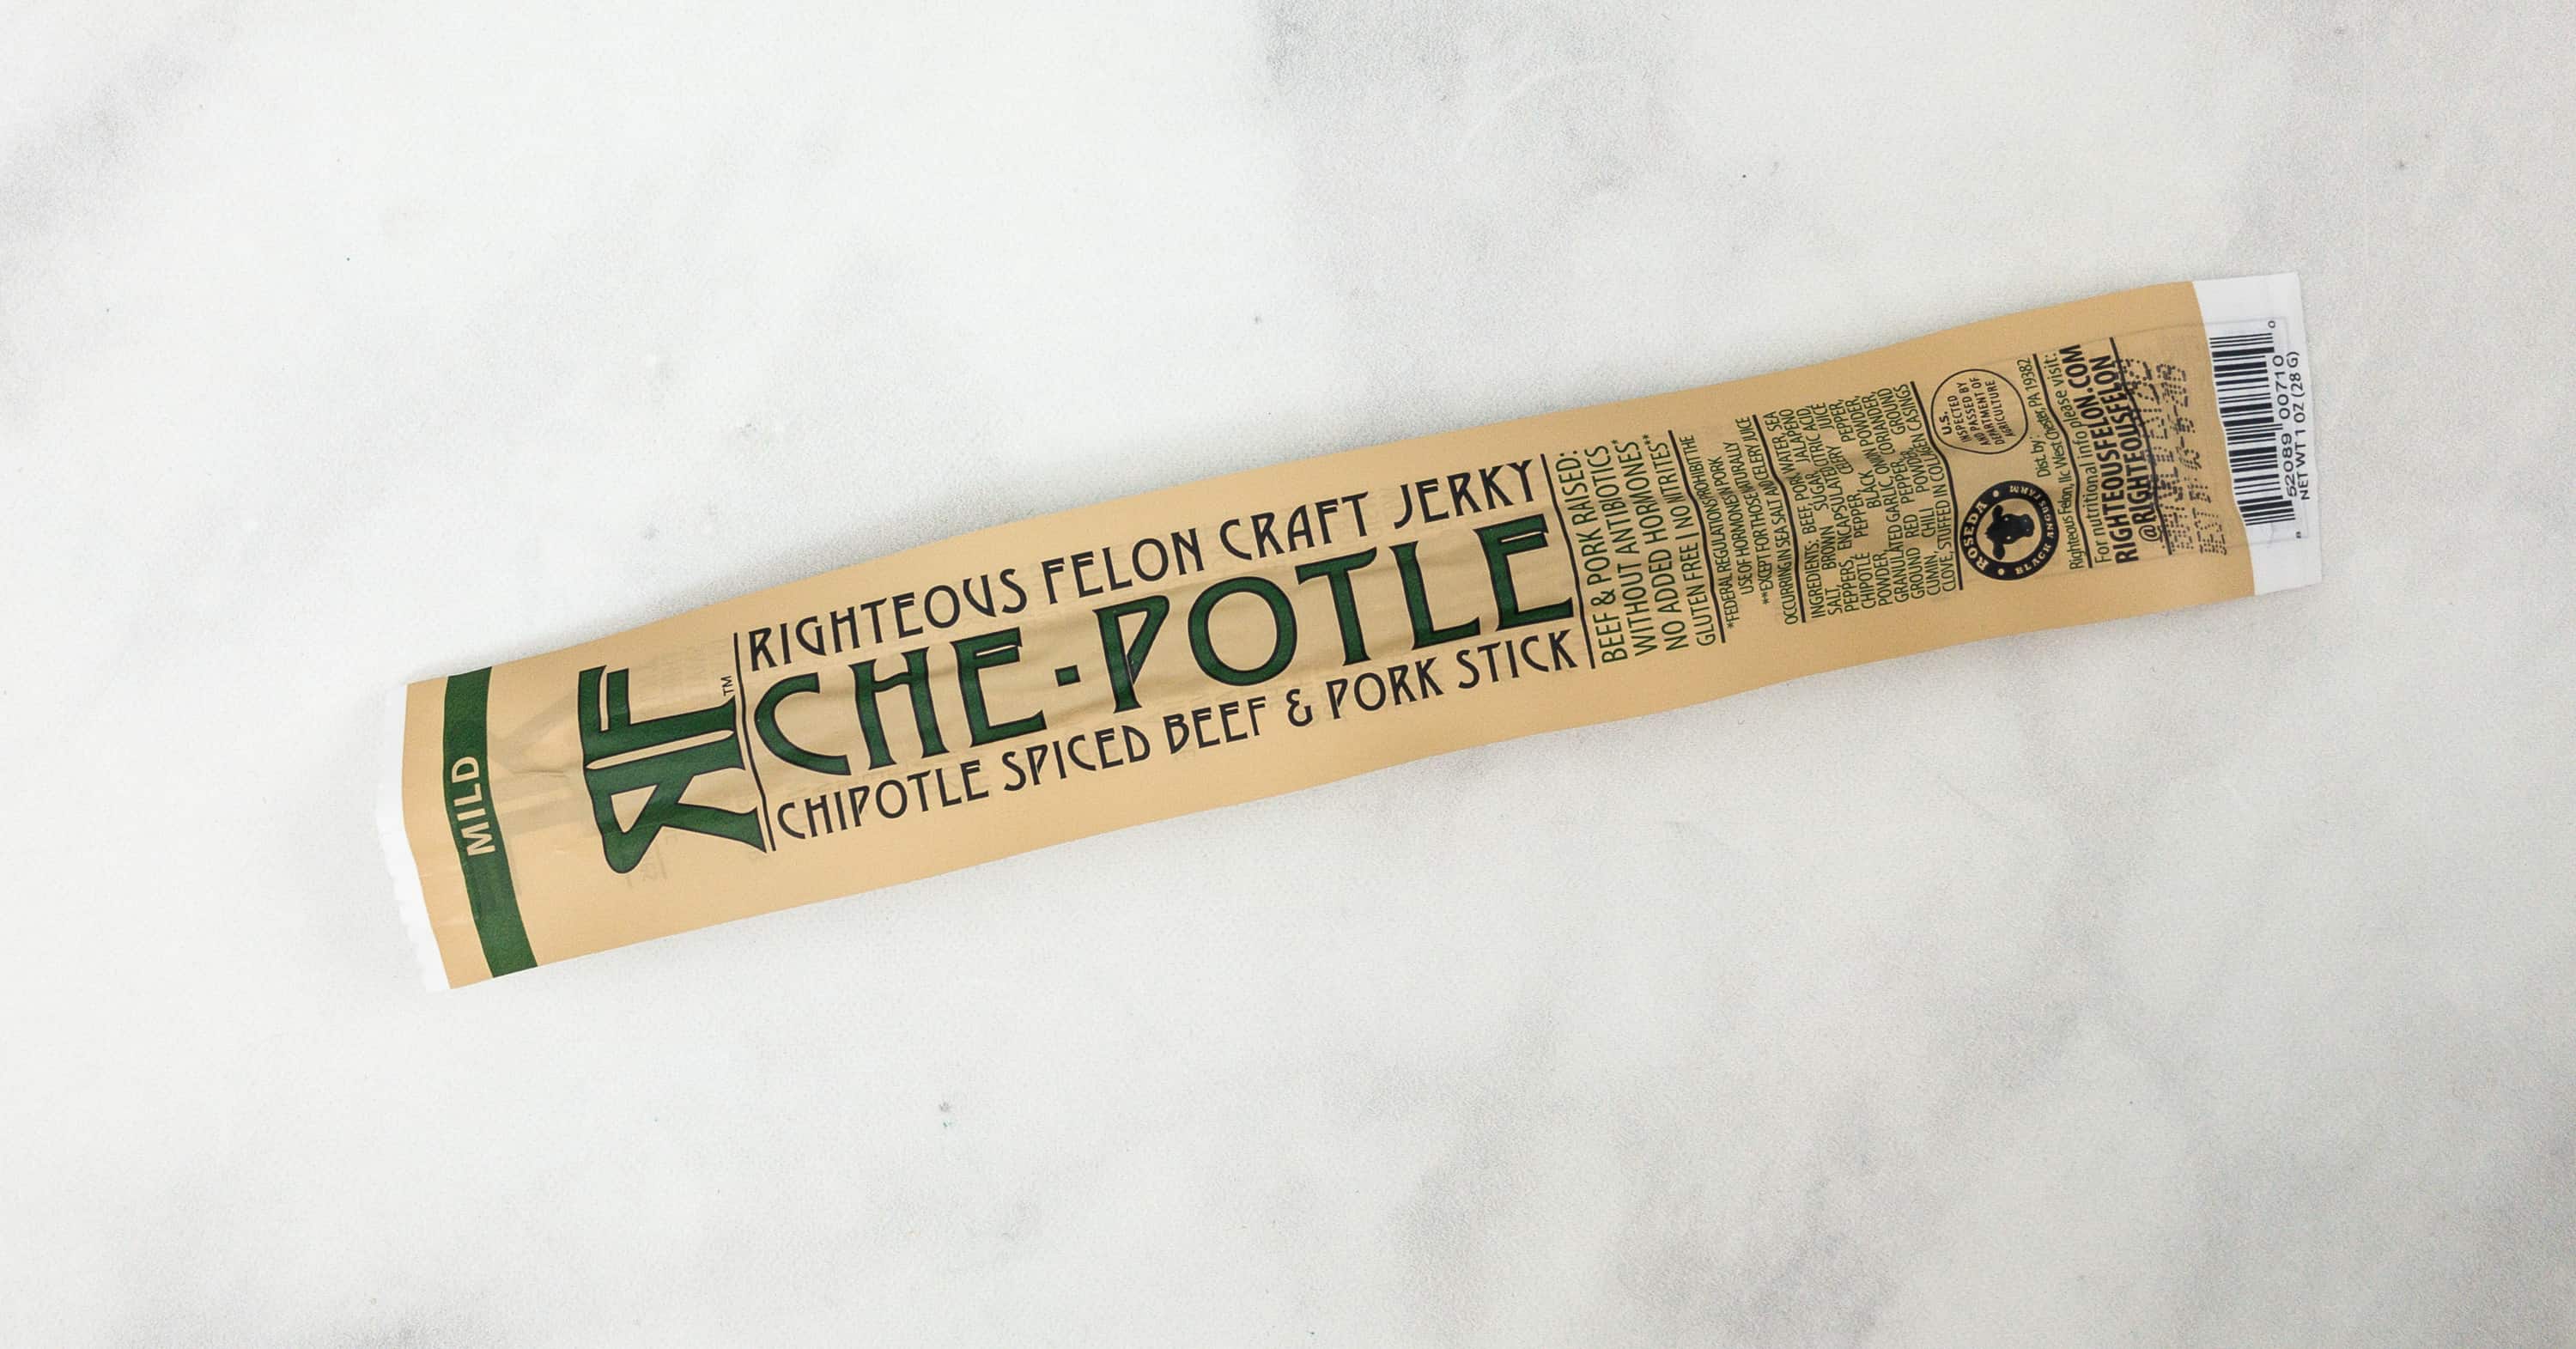 MILD
RF™
RIGHTEOUS FELON CRAFT JERKY
CHE-POTLE
CHIPOTLE SPICED BEEF & PORK STICK
BEEF & PORK RAISED:
WITHOUT ANTIBIOTICS
NO ADDED HORMONES*
GLUTEN FREE | NO NITRITES**
*FEDERAL REGULATIONS PROHIBIT THE
USE OF HORMONES IN PORK
**EXCEPT FOR THOSE NATURALLY
OCCURRING IN SEA SALT AND CELERY JUICE
INGREDIENTS: BEEF, PORK, WATER, SEA
SALT, BROWN SUGAR, JALAPENO
PEPPERS, ENCAPSULATED CITRIC ACID,
CHIPOTLE PEPPER, CELERY JUICE
POWDER, BLACK PEPPER,
GRANULATED GARLIC, ONION POWDER,
GROUND RED PEPPER, CORIANDER,
CUMIN, CHILI POWDER, GROUND
CLOVE, STUFFED IN COLLAGEN CASINGS
U.S.
INSPECTED
AND PASSED BY
DEPARTMENT OF
AGRICULTURE
ROSEDA
BLACK ANGUS FARM
Dist. by:
Righteous Felon, llc West Chester, PA 19382
For nutritional info please visit:
RIGHTEOUSFELON.COM
@RIGHTEOUSFELON
52089 00710
NET WT 1 OZ (28 G)